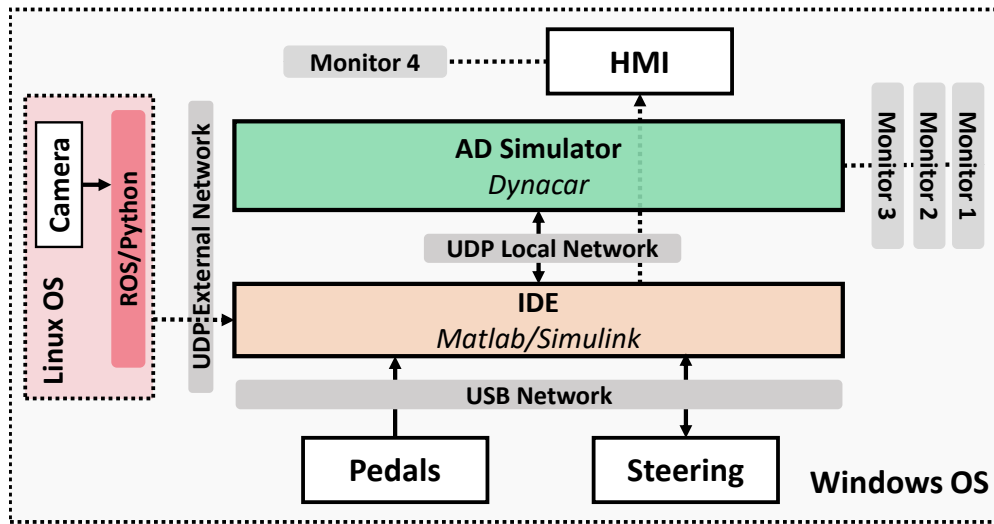 Monitor 4
HMI
AD Simulator
Dynacar
Monitor 3
Monitor 2
Monitor 1
Camera
ROS/Python
Linux OS
UDP External Network
UDP Local Network
IDE
Matlab/Simulink
USB Network
Pedals
Steering
Windows OS